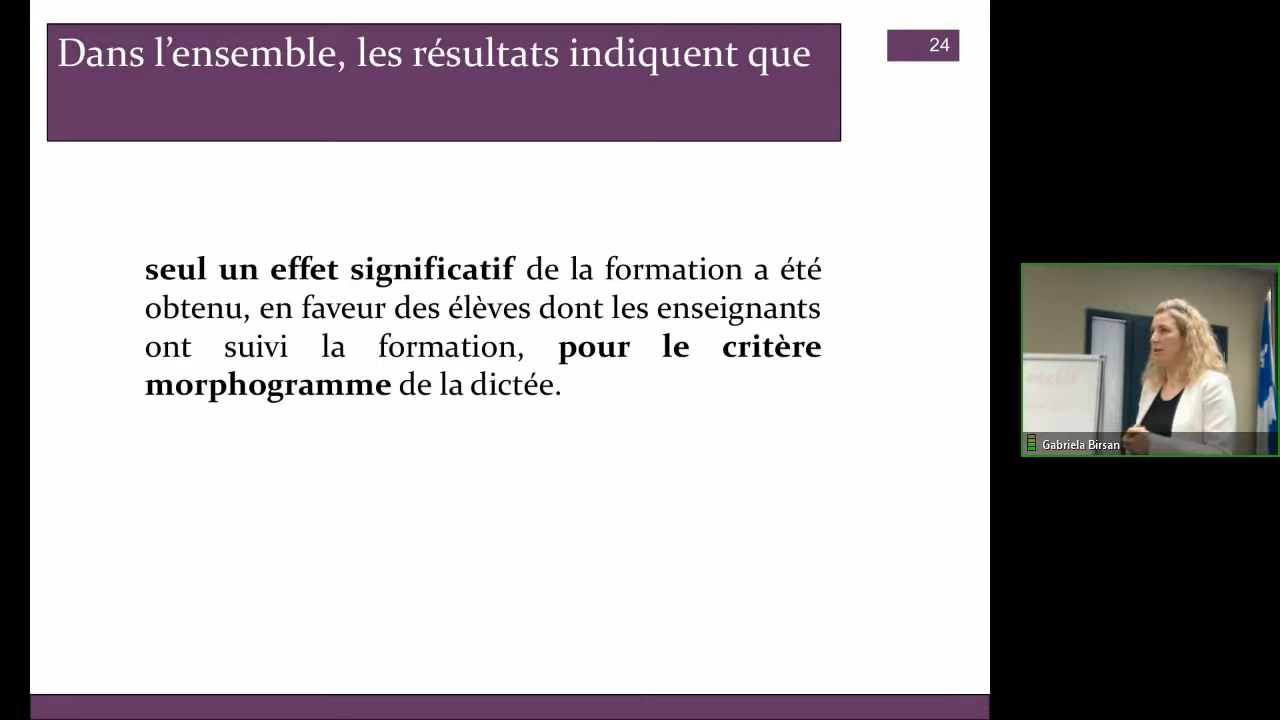 Dans l’ensemble, les résultats indiquent que
24
seul un effet significatif de la formation a été
obtenu, en faveur des élèves dont les enseignants
ont suivi la formation, pour le critère
morphogramme de la dictée.
Gabriela Birsan